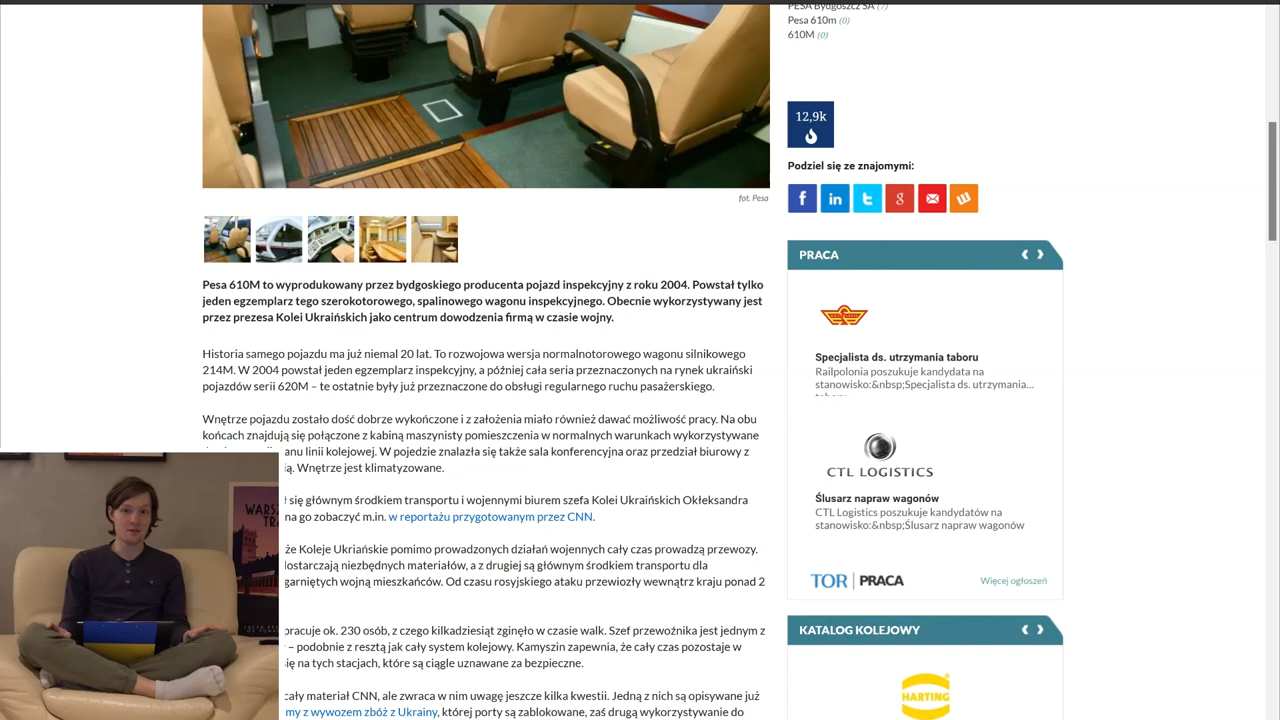 PESA Bydgoszcz SA (7)
Pesa 610m (0)
610M (0)
12,9k
Podziel się ze znajomymi:
fot. Pesa
Pesa 610M to wyprodukowany przez bydgoskiego producenta pojazd inspekcyjny z roku 2004. Powstał tylko
jeden egzemplarz tego szerokotorowego, spalinowego wagonu inspekcyjnego. Obecnie wykorzystywany jest
przez prezesa Kolei Ukraińskich jako centrum dowodzenia firmą w czasie wojny.
Historia samego pojazdu ma już niemal 20 lat. To rozwojowa wersja normalnotorowego wagonu silnikowego
214M. W 2004 powstał jeden egzemplarz inspekcyjny, a później cała seria przeznaczonych na rynek ukraiński
pojazdów serii 620M – te ostatnie były już przeznaczone do obsługi regularnego ruchu pasażerskiego.
Wnętrze pojazdu zostało dość dobrze wykończone i z założenia miało również dawać możliwość pracy. Na obu
końcach znajdują się połączone z kabiną maszynisty pomieszczenia w normalnych warunkach wykorzystywane
anu linii kolejowej. W pojedzie znalazła się także sala konferencyjna oraz przedział biurowy z
ią. Wnętrze jest klimatyzowane.
ł się głównym środkiem transportu i wojennymi biurem szefa Kolei Ukraińskich Okłeksandra
na go zobaczyć m.in. w reportażu przygotowanym przez CNN.
że Koleje Ukriańskie pomimo prowadzonych działań wojennych cały czas prowadzą przewozy.
dostarczają niezbędnych materiałów, a z drugiej są głównym środkiem transportu dla
garniętych wojną mieszkańców. Od czasu rosyjskiego ataku przewiozły wewnątrz kraju ponad 2
pracuje ok. 230 osób, z czego kilkadziesiąt zginęło w czasie walk. Szef przewoźnika jest jednym z
– podobnie z resztą jak cały system kolejowy. Kamyszin zapewnia, że cały czas pozostaje w
ię na tych stacjach, które są ciągle uznawane za bezpieczne.
cały materiał CNN, ale zwraca w nim uwagę jeszcze kilka kwestii. Jedną z nich są opisywane już
my z wywozem zbóż z Ukrainy, której porty są zablokowane, zaś drugą wykorzystywanie do
PRACA
Specjalista ds. utrzymania taboru
Railpolonia poszukuje kandydata na
stanowisko:&nbsp;Specjalista ds. utrzymania...
CTL LOGISTICS
Ślusarz napraw wagonów
CTL Logistics poszukuje kandydatów na
stanowisko:&nbsp;Ślusarz napraw wagonów
TOR | PRACA
Więcej ogłoszeń
KATALOG KOLEJOWY
HARTING
WARS
TRA